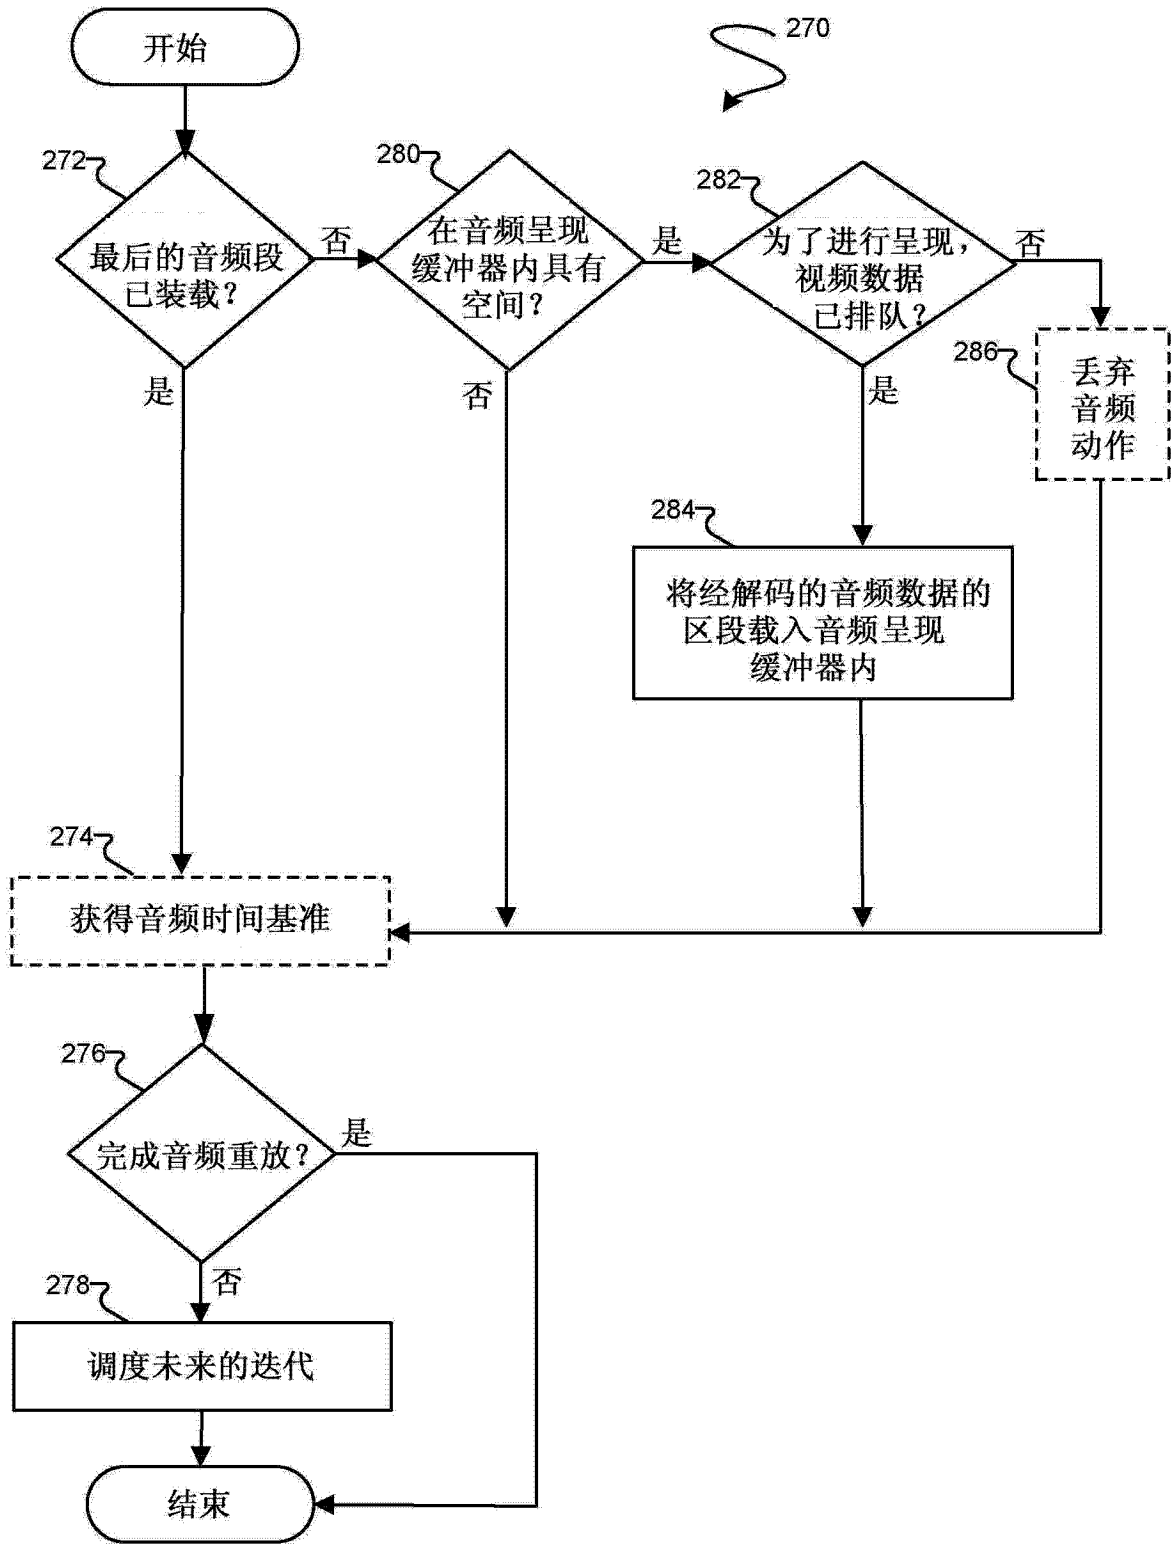 开始
270
272
最后的音频段
已装载?
否
是
280
在音频呈现
缓冲器内具有
空间?
是
否
282
为了进行呈现,
视频数据
已排队?
否
是
286
丢弃
音频
动作
284
将经解码的音频数据的
区段载入音频呈现
缓冲器内
274
获得音频时间基准
276
完成音频重放?
是
否
278
调度未来的迭代
结束